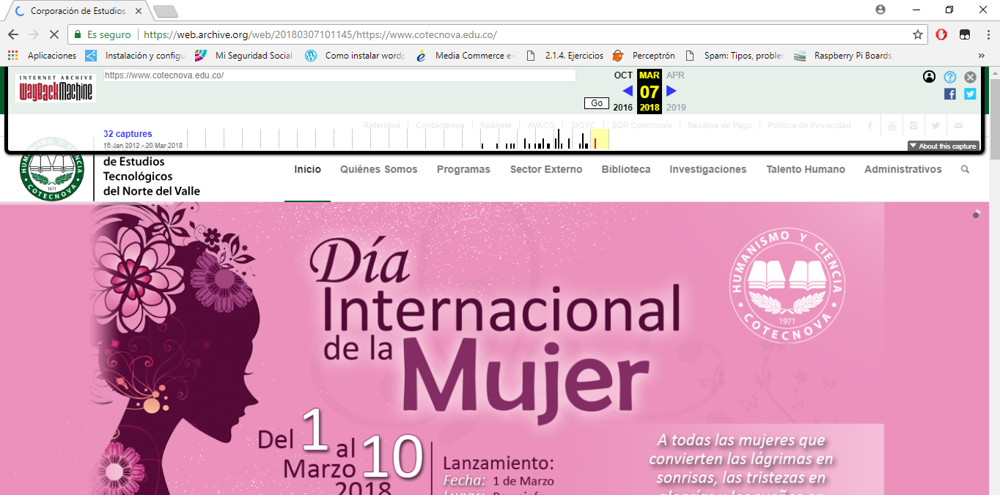 Corporación de Estudios
Es seguro
https://web.archive.org/web/20180307101145/https://www.cotecnova.edu.co/
Aplicaciones
Instalación y configu
Mi Seguridad Social
Como instalar wordp
Media Commerce e-
2.1.4. Ejercicios
Perceptrón
Spam: Tipos, probler
Raspberry Pi Boards,
»
INTERNET ARCHIVE
WayBackMachine
https://www.cotecnova.edu.co/
Go
OCT MAR APR
07
2016 2018 2019
32 captures
16 Jan 2012 - 20 Mar 2018
Referidos
Contáctenos
Reúnete
AVACO
SIGYC
SQR Cotecnova
Recibos de Pago
Política de Privacidad
About this capture
HUMANISMO Y CIENCIA
1971
COTECNOVA
de Estudios
Tecnológicos
del Norte del Valle
Inicio
Quiénes Somos
Programas
Sector Externo
Biblioteca
Investigaciones
Talento Humano
Administrativos
Día
Internacional
de la Mujer
HUMANISMO Y CIENCIA
1971
COTECNOVA
Del 1 al 10
Marzo
2018
Lanzamiento:
Fecha: 1 de Marzo
A todas las mujeres que
convierten las lágrimas en
sonrisas, las tristezas en